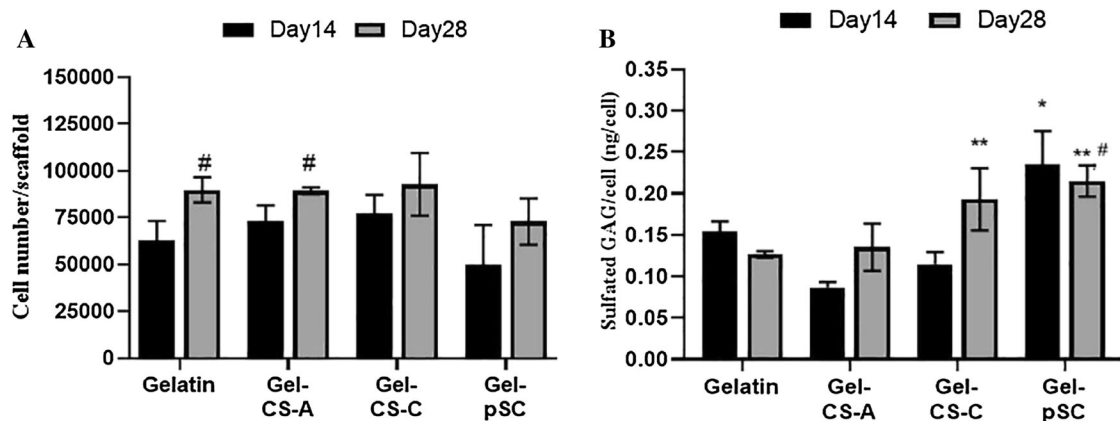 A
Day14 Day28
Cell number/scaffold
150000
125000
100000
75000
50000
25000
0
# #
Gelatin Gel-CS-A Gel-CS-C Gel-pSC
B
Day14 Day28
Sulfated GAG/cell (ng/cell)
0.35
0.30
0.25
0.20
0.15
0.10
0.05
0.00
** * ** #
Gelatin Gel-CS-A Gel-CS-C Gel-pSC